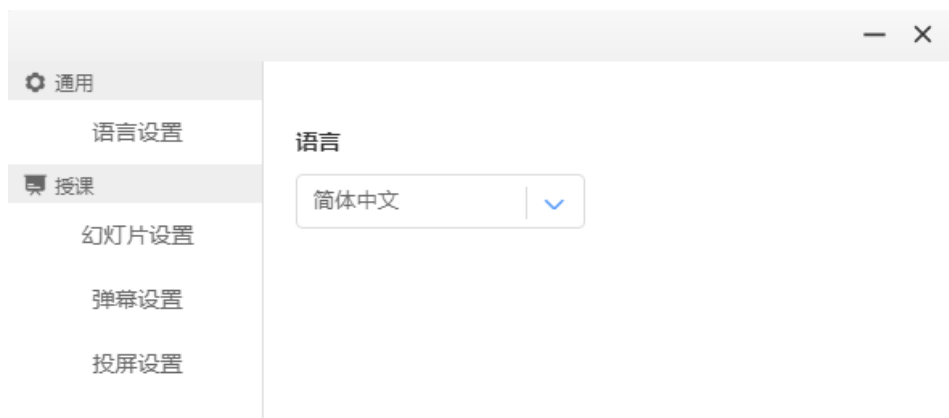 通用
语言设置
授课
幻灯片设置
弹幕设置
投屏设置
语言
简体中文